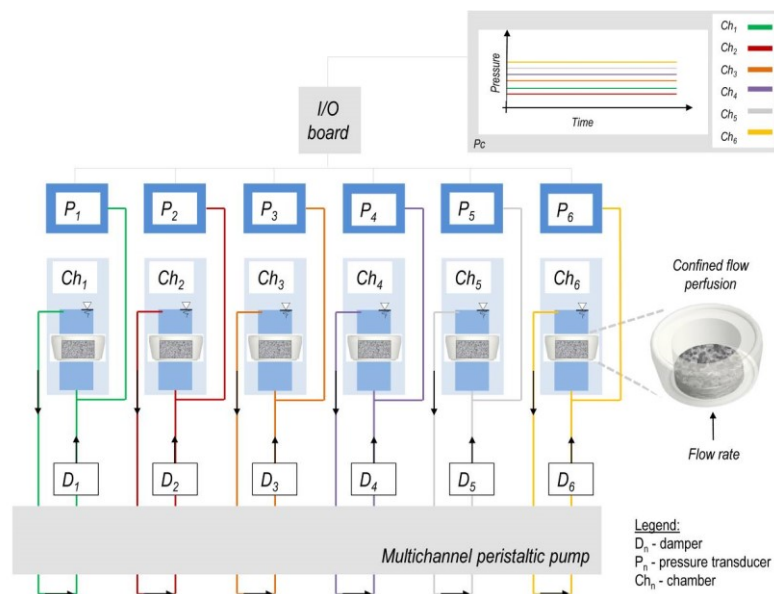 Ch1
Ch2
Ch3
Ch4
Ch5
Ch6
Pressure
Time
Pc
I/O
board
P1 P2 P3 P4 P5 P6
Ch1 Ch2 Ch3 Ch4 Ch5 Ch6
Confined flow
perfusion
Flow rate
D1 D2 D3 D4 D5 D6
Multichannel peristaltic pump
Legend:
Dn - damper
Pn - pressure transducer
Chn - chamber